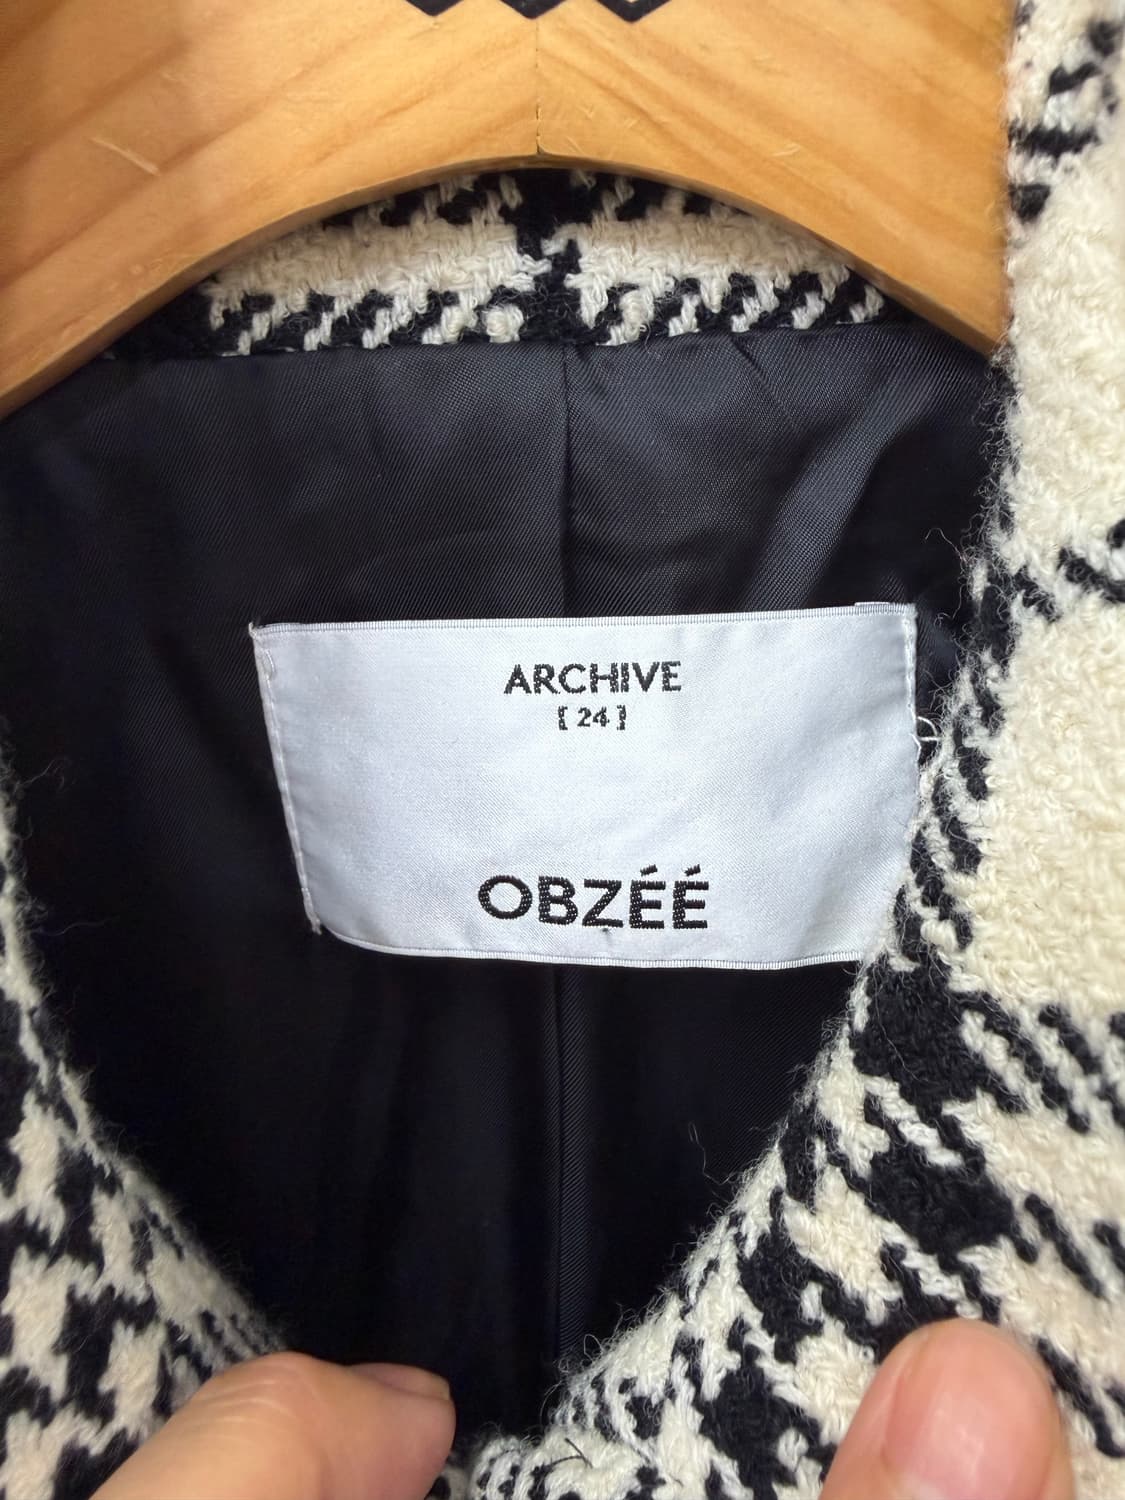 ARCHIVE
[ 24 ]
OBZÉÉ